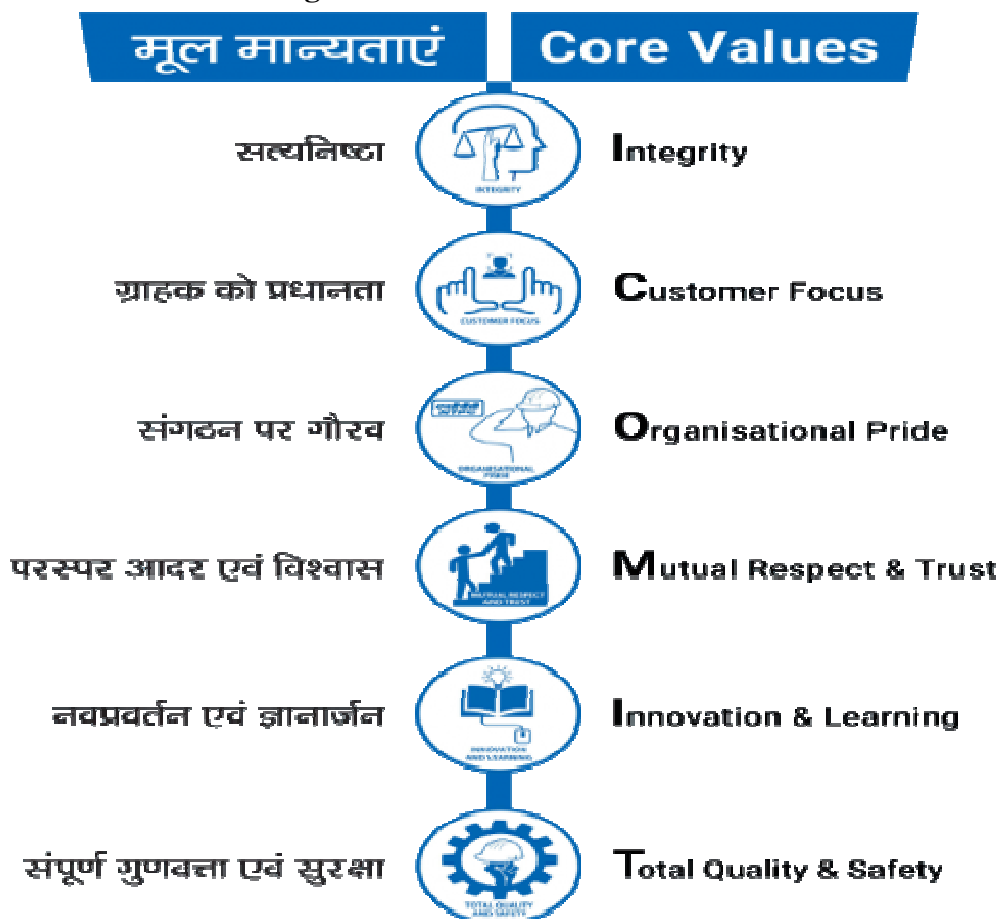 मूल मान्यताएं Core Values
सत्यनिष्ठा Integrity
INTEGRITY
ग्राहक को प्रधानता Customer Focus
CUSTOMER FOCUS
संगठन पर गौरव Organisational Pride
ORGANISATIONAL
PRIDE
परस्पर आदर एवं विश्वास Mutual Respect & Trust
MUTUAL RESPECT
AND TRUST
नवप्रवर्तन एवं ज्ञानार्जन Innovation & Learning
INNOVATION
AND LEARNING
संपूर्ण गुणवत्ता एवं सुरक्षा Total Quality & Safety
TOTAL QUALITY
AND SAFETY